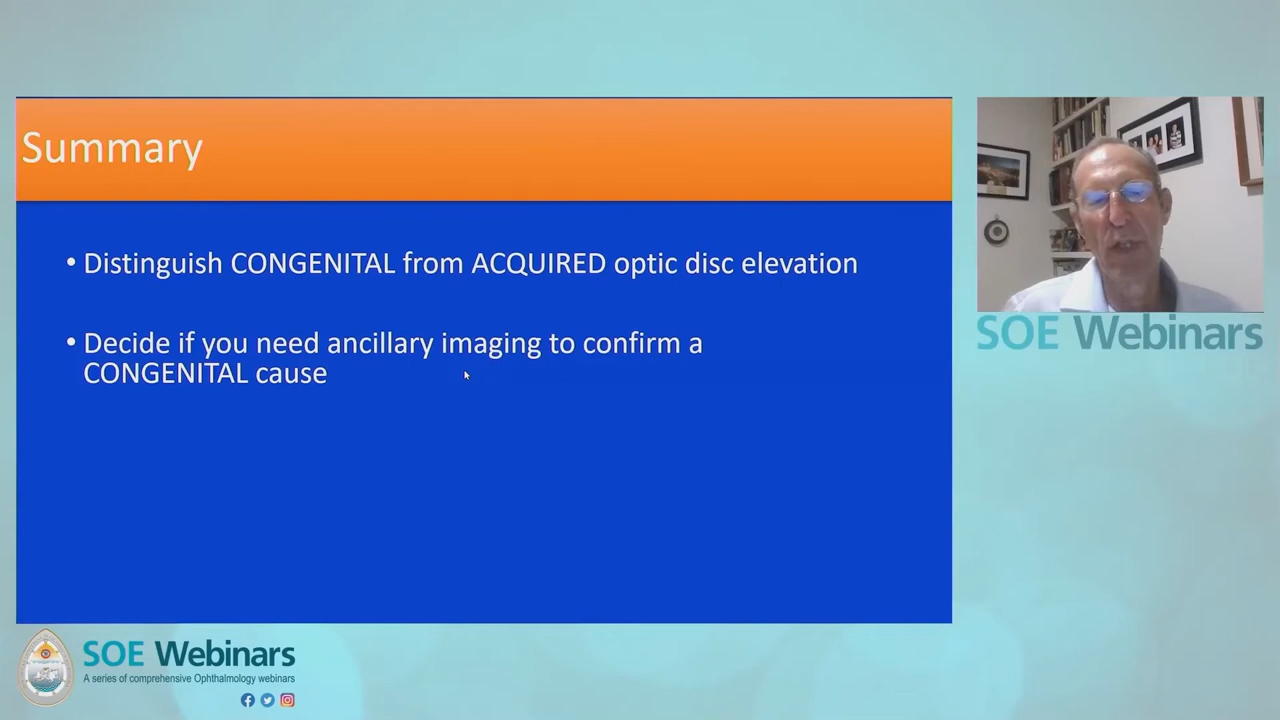 Summary
• Distinguish CONGENITAL from ACQUIRED optic disc elevation
• Decide if you need ancillary imaging to confirm a
CONGENITAL cause
SOE Webinars
SOE Webinars
A series of comprehensive Ophthalmology webinars